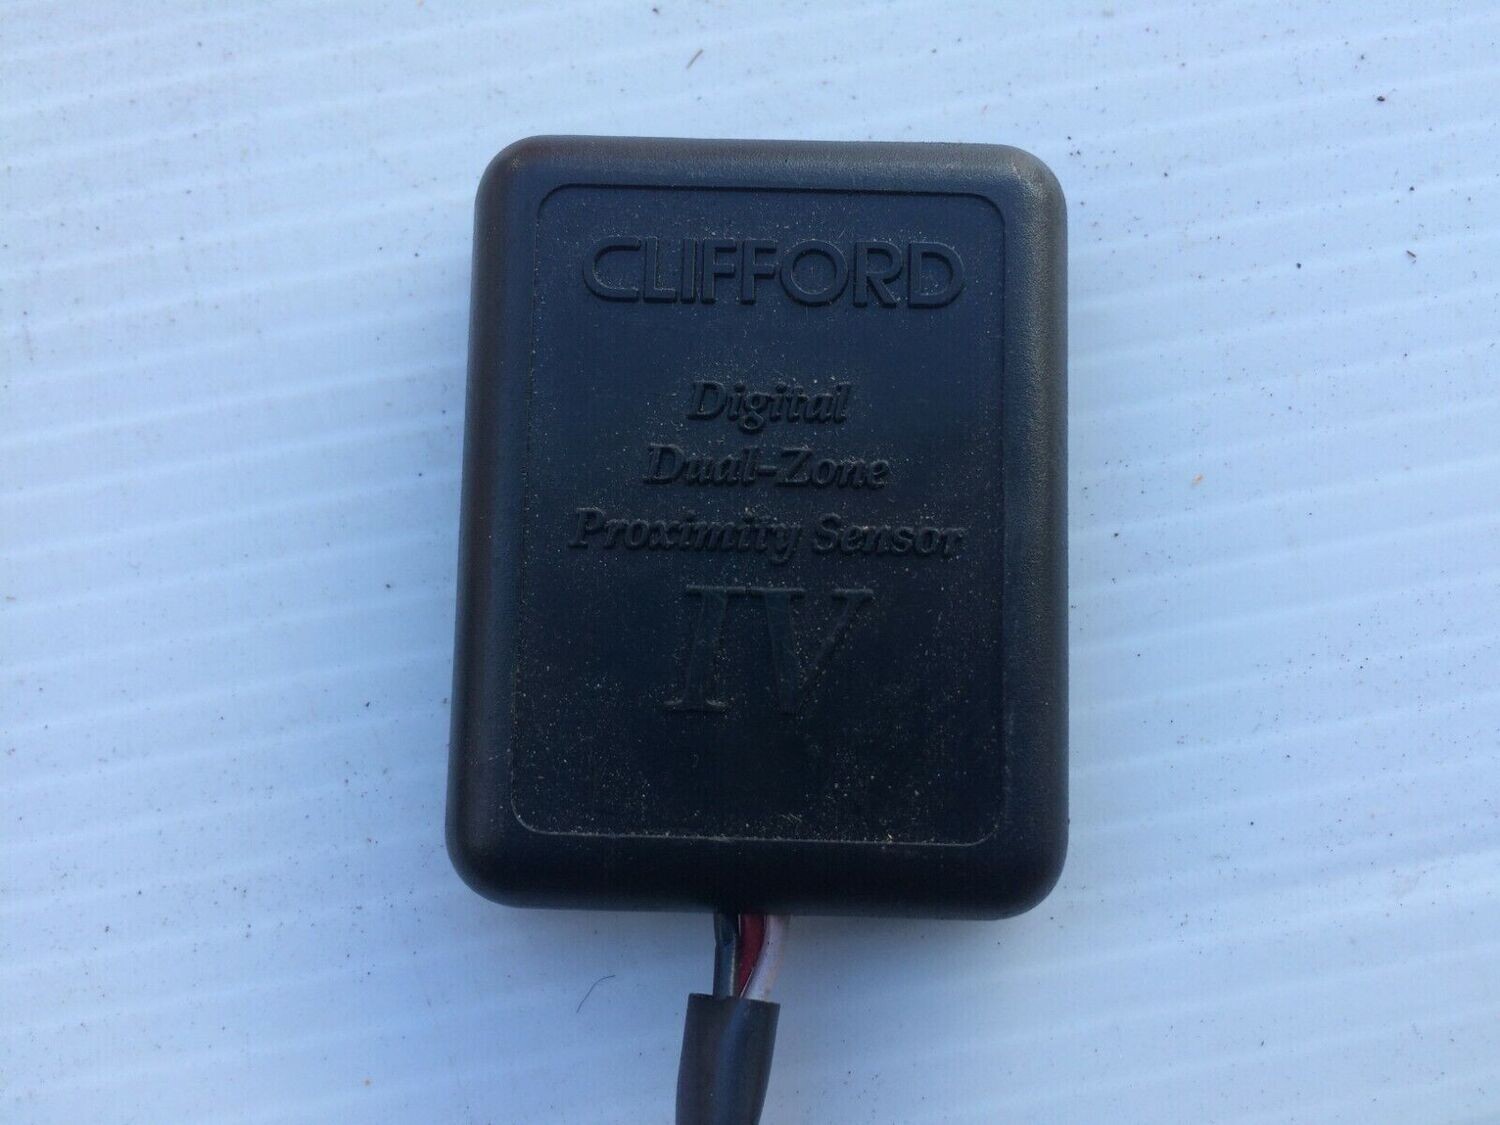 CLIFFORD
Digital
Dual-Zone
Proximity Sensor
IV